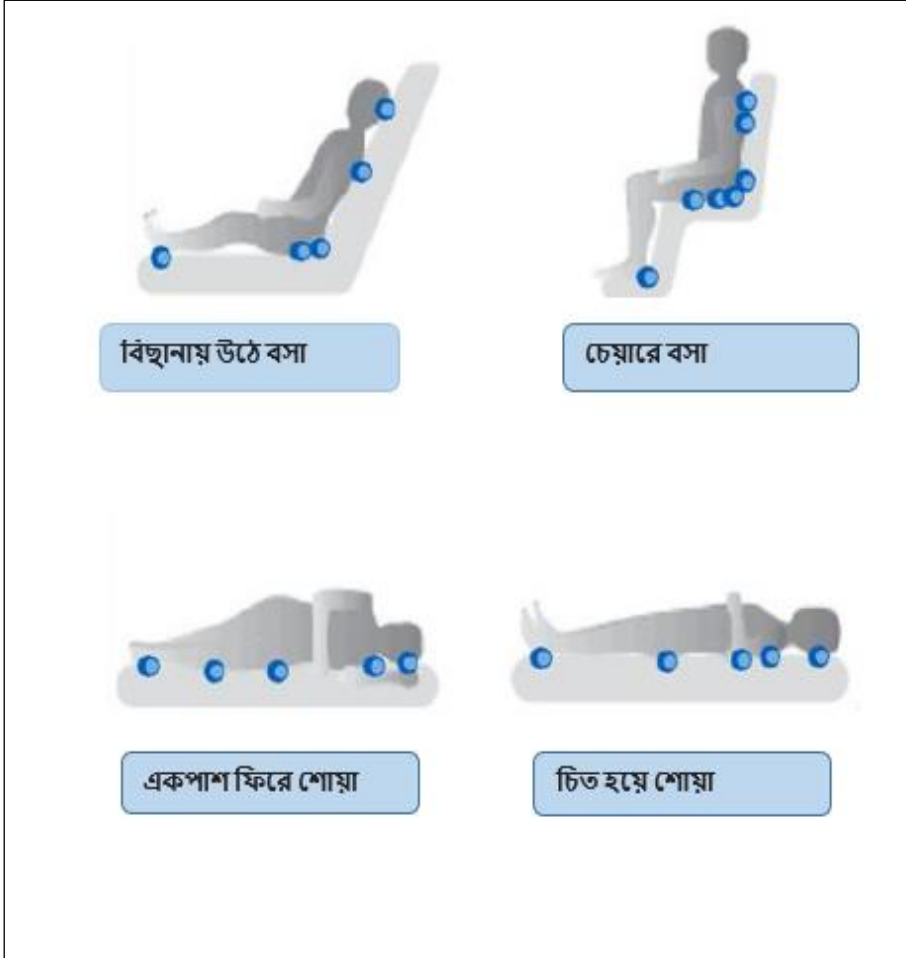 বিছানায় উঠে বসা
চেয়ারে বসা
একপাশ ফিরে শোয়া
চিত হয়ে শোয়া